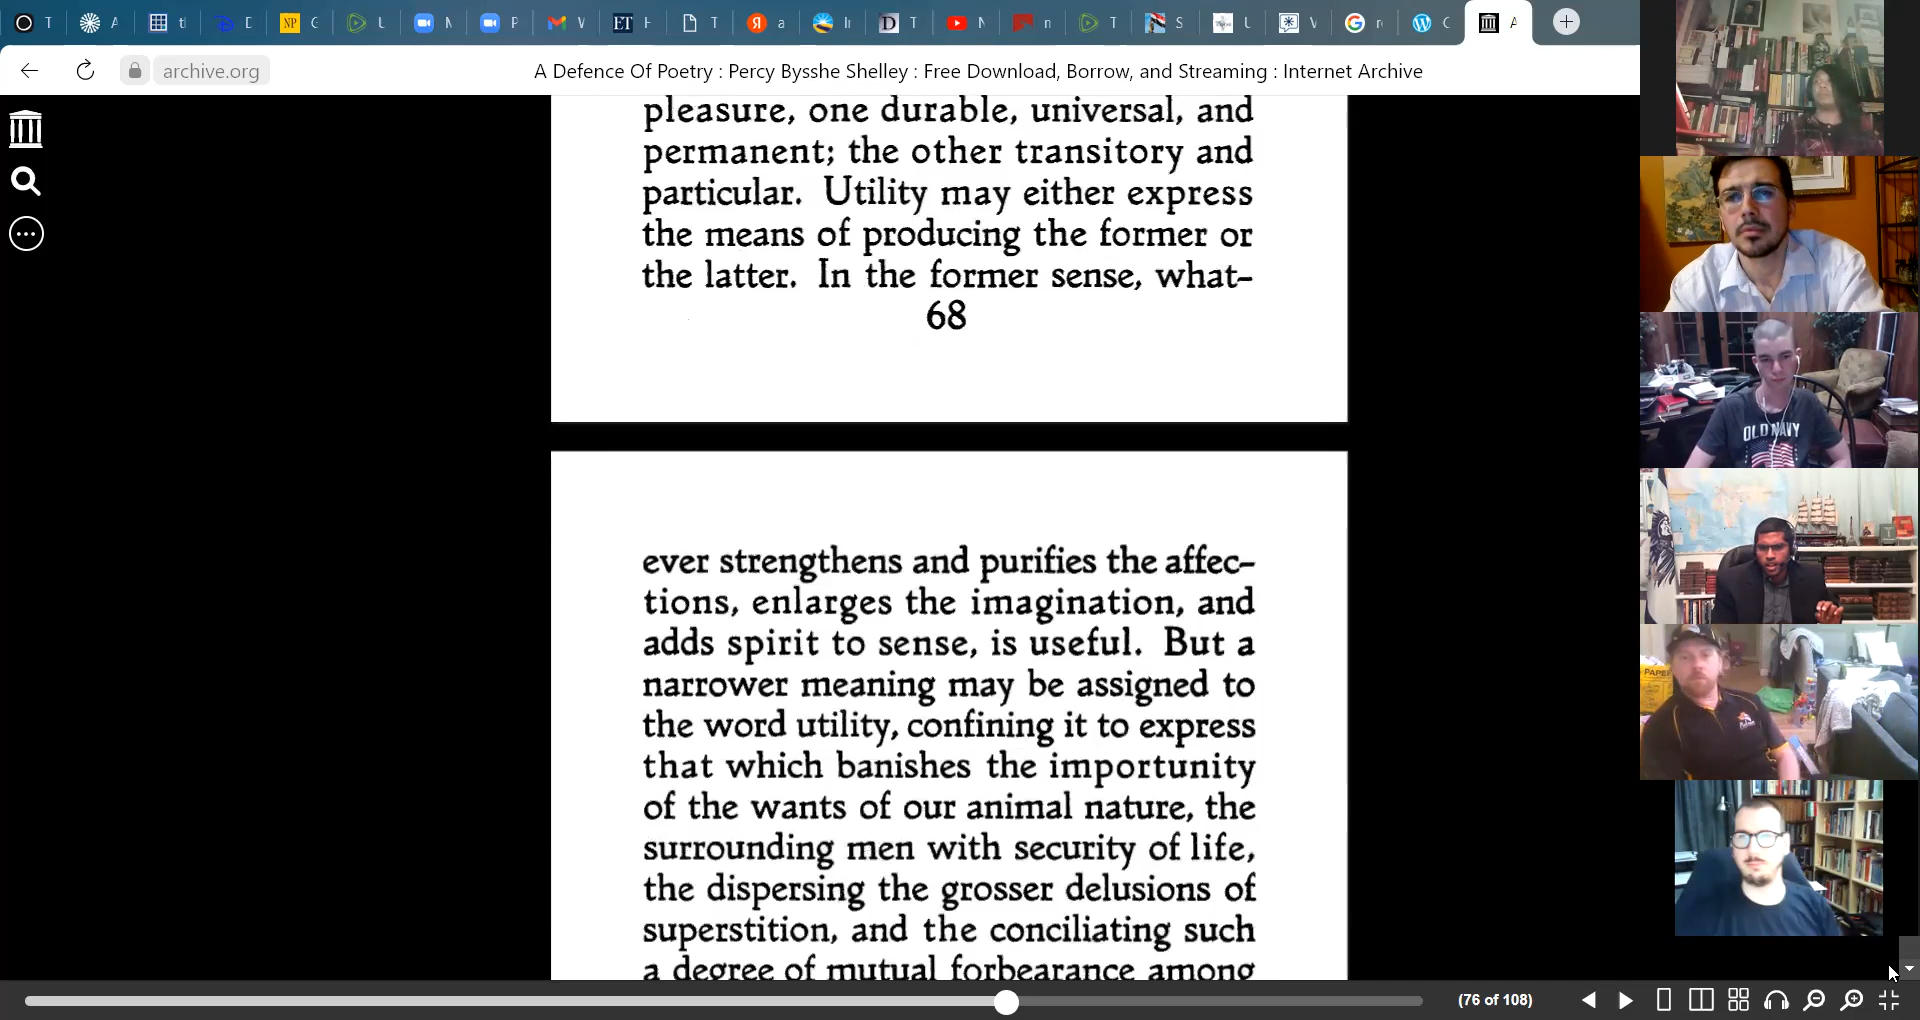 archive.org
A Defence Of Poetry : Percy Bysshe Shelley : Free Download, Borrow, and Streaming : Internet Archive
pleasure, one durable, universal, and
permanent; the other transitory and
particular. Utility may either express
the means of producing the former or
the latter. In the former sense, what-
68
ever strengthens and purifies the affec-
tions, enlarges the imagination, and
adds spirit to sense, is useful. But a
narrower meaning may be assigned to
the word utility, confining it to express
that which banishes the importunity
of the wants of our animal nature, the
surrounding men with security of life,
the dispersing the grosser delusions of
superstition, and the conciliating such
a degree of mutual forbearance among
(76 of 108)
OLD NAVY
PAPER